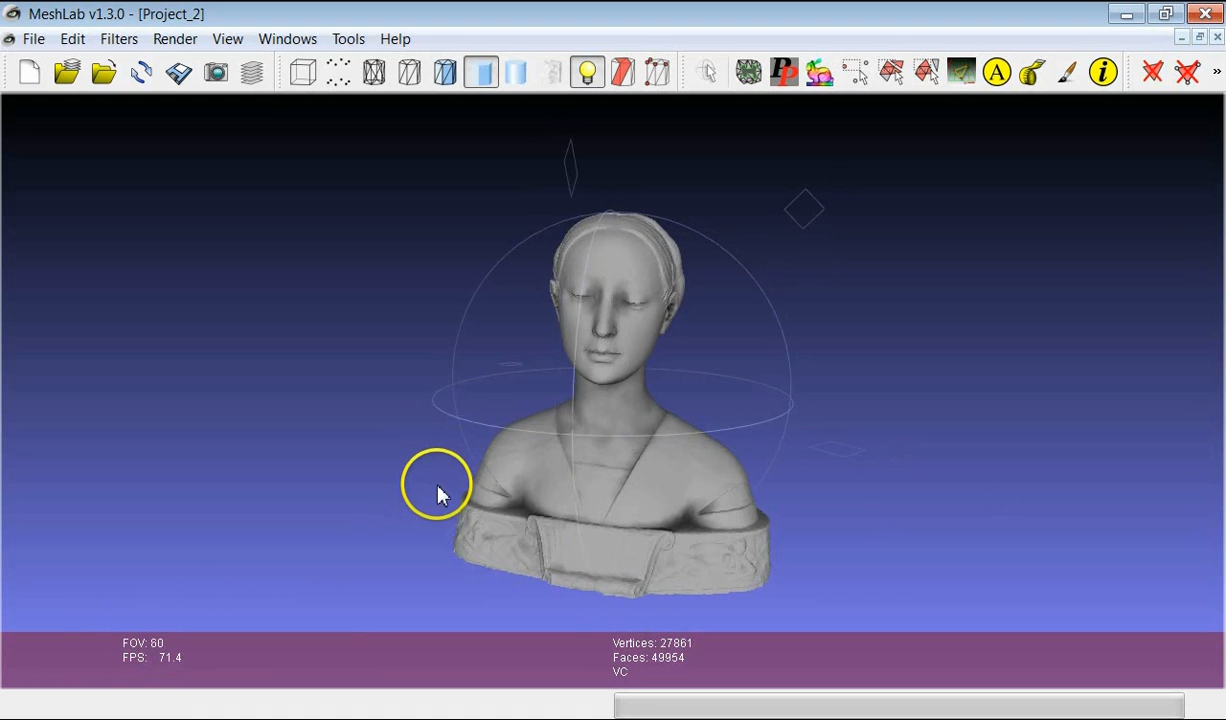 MeshLab v1.3.0 - [Project_2]
File Edit Filters Render View Windows Tools Help
A
»
FOV: 60
FPS: 71.4
Vertices: 27861
Faces: 49954
VC